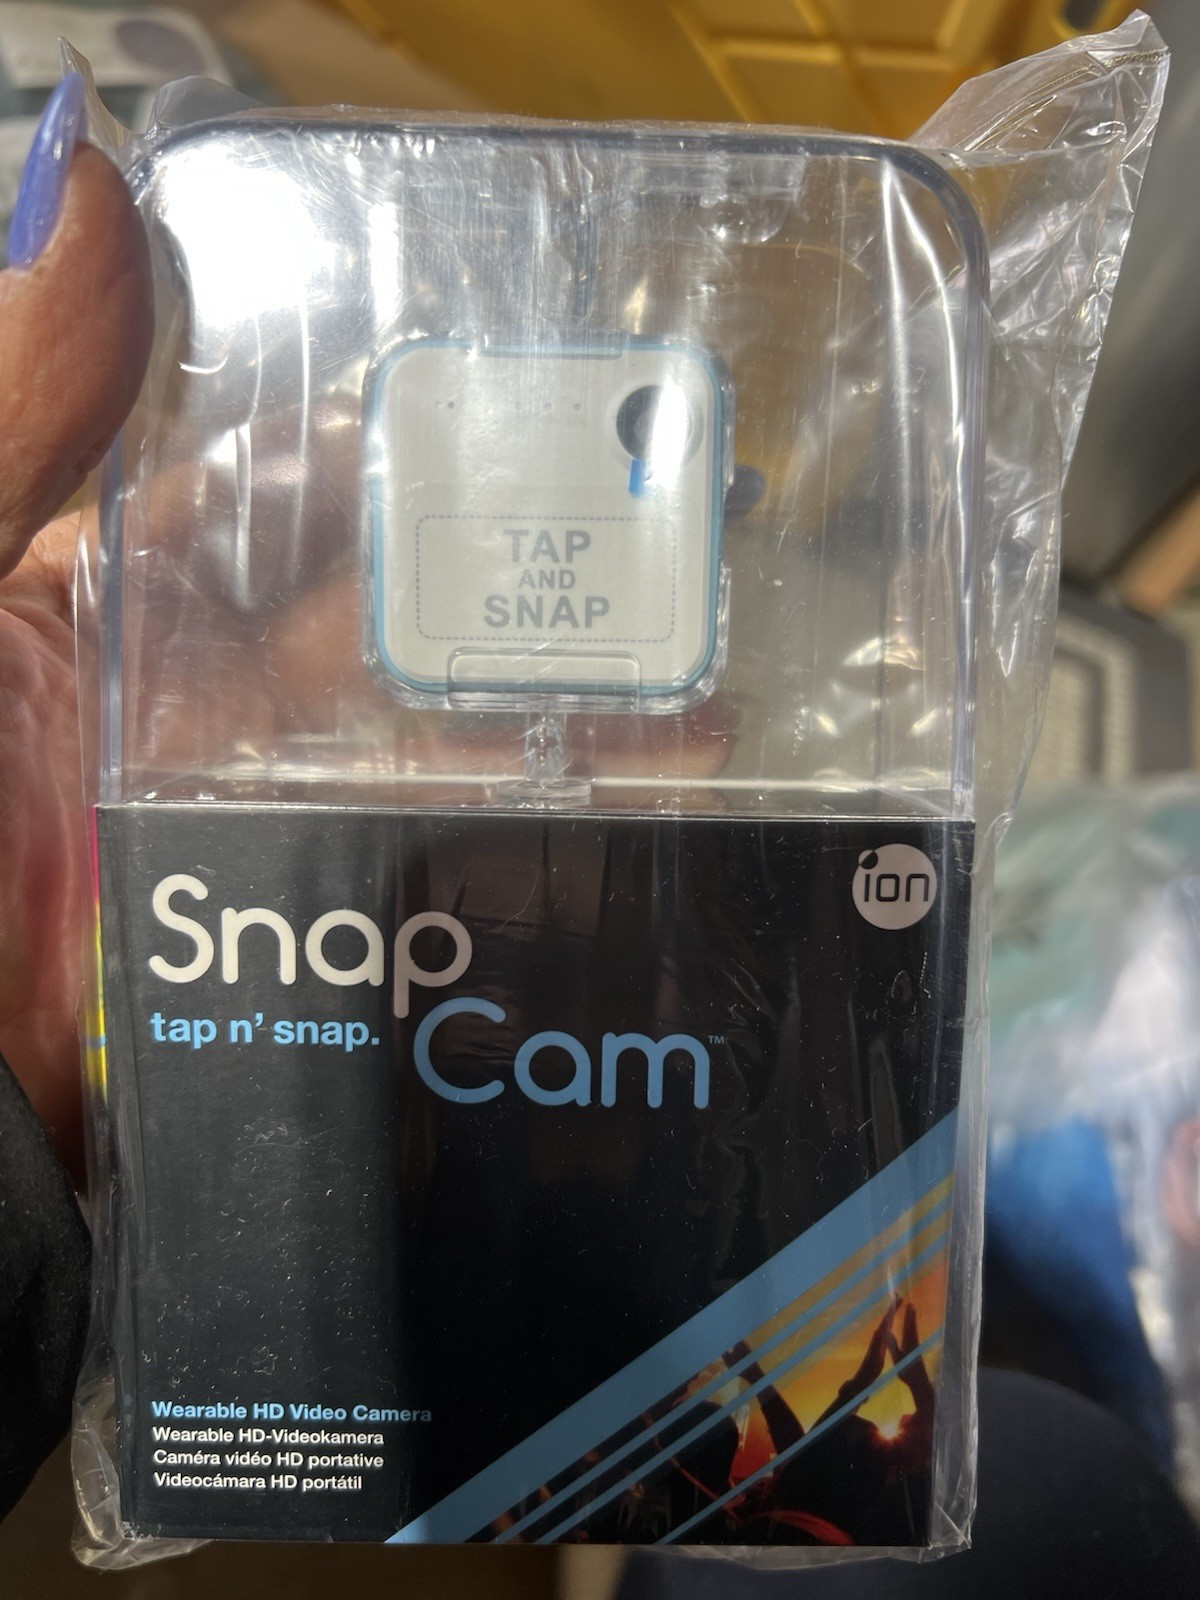 TAP
AND
SNAP
ion
Snap
tap n’ snap.
Cam™
Wearable HD Video Camera
Wearable HD-Videokamera
Caméra vidéo HD portative
Videocámara HD portátil